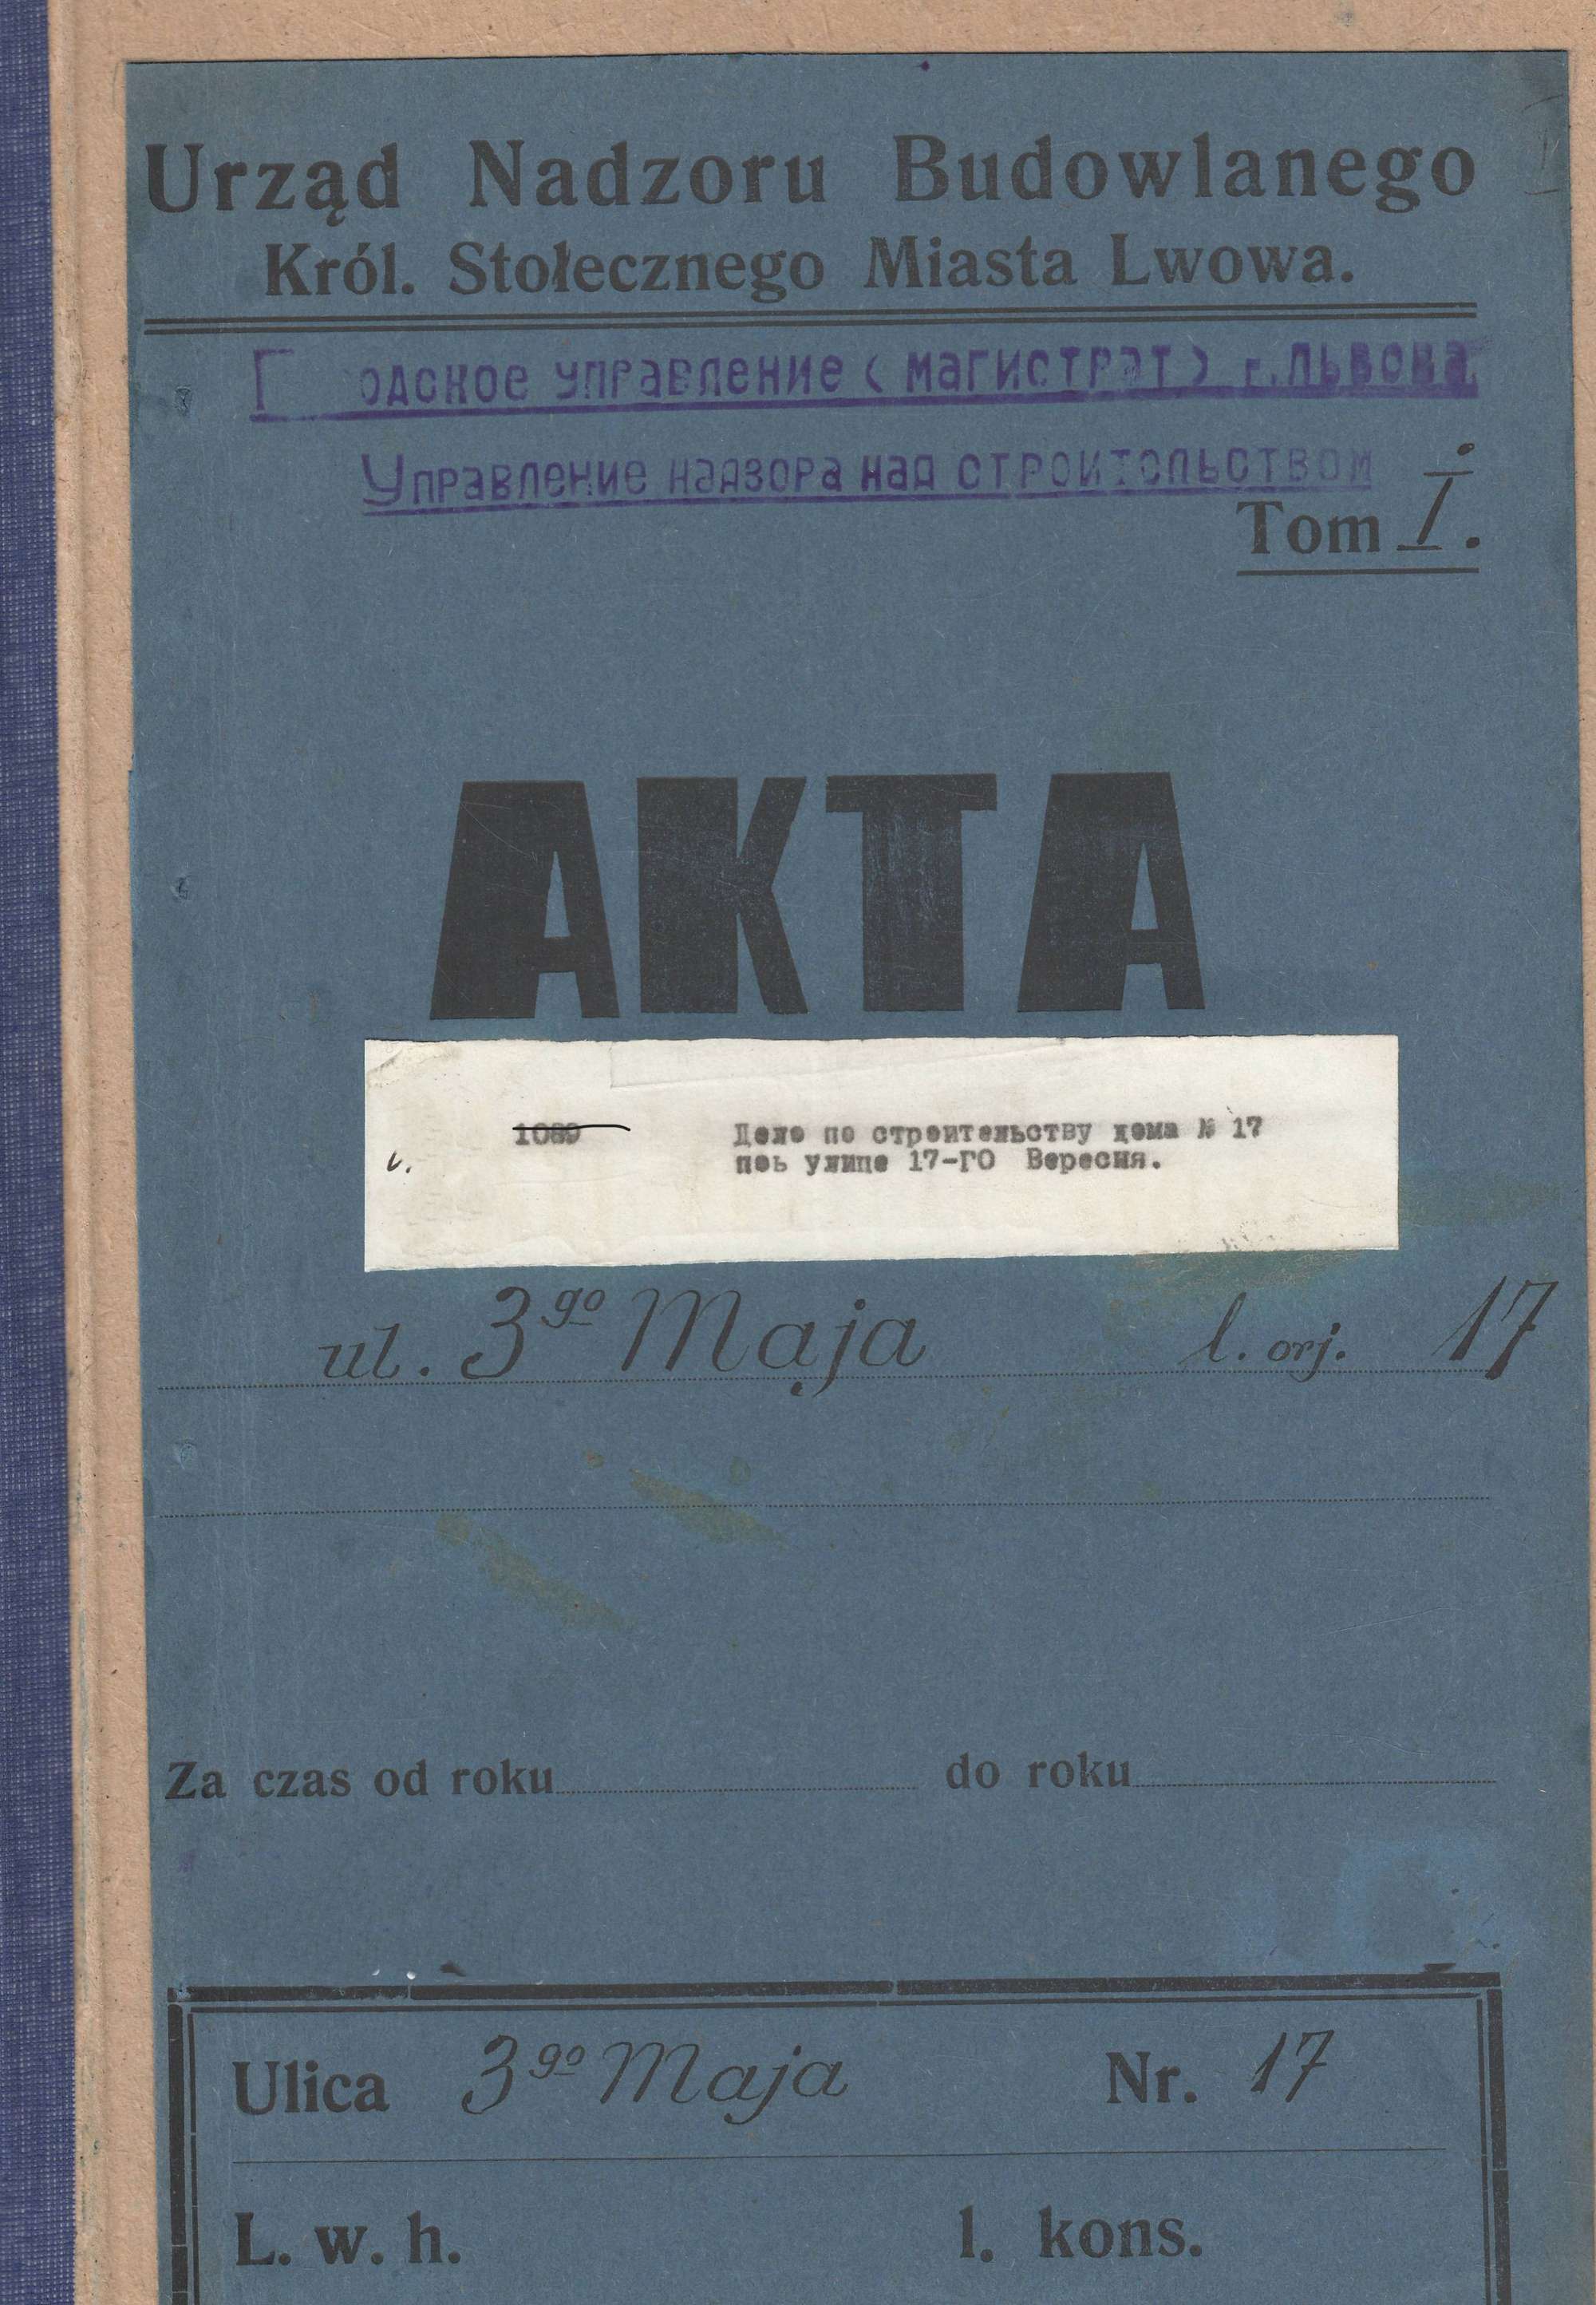 Urząd Nadzoru Budowlanego
Król. Stołecznego Miasta Lwowa.
Г одское управление (магистрат) г. Львова
Управление надзора над строительством
Tom I.
AKTA
1089 Дело по строительству дома № 17
поь улице 17-ГО Вересня.
ul. 3go Maja l. orj. 17
Za czas od roku do roku
Ulica 3go Maja Nr. 17
L. w. h. l. kons.